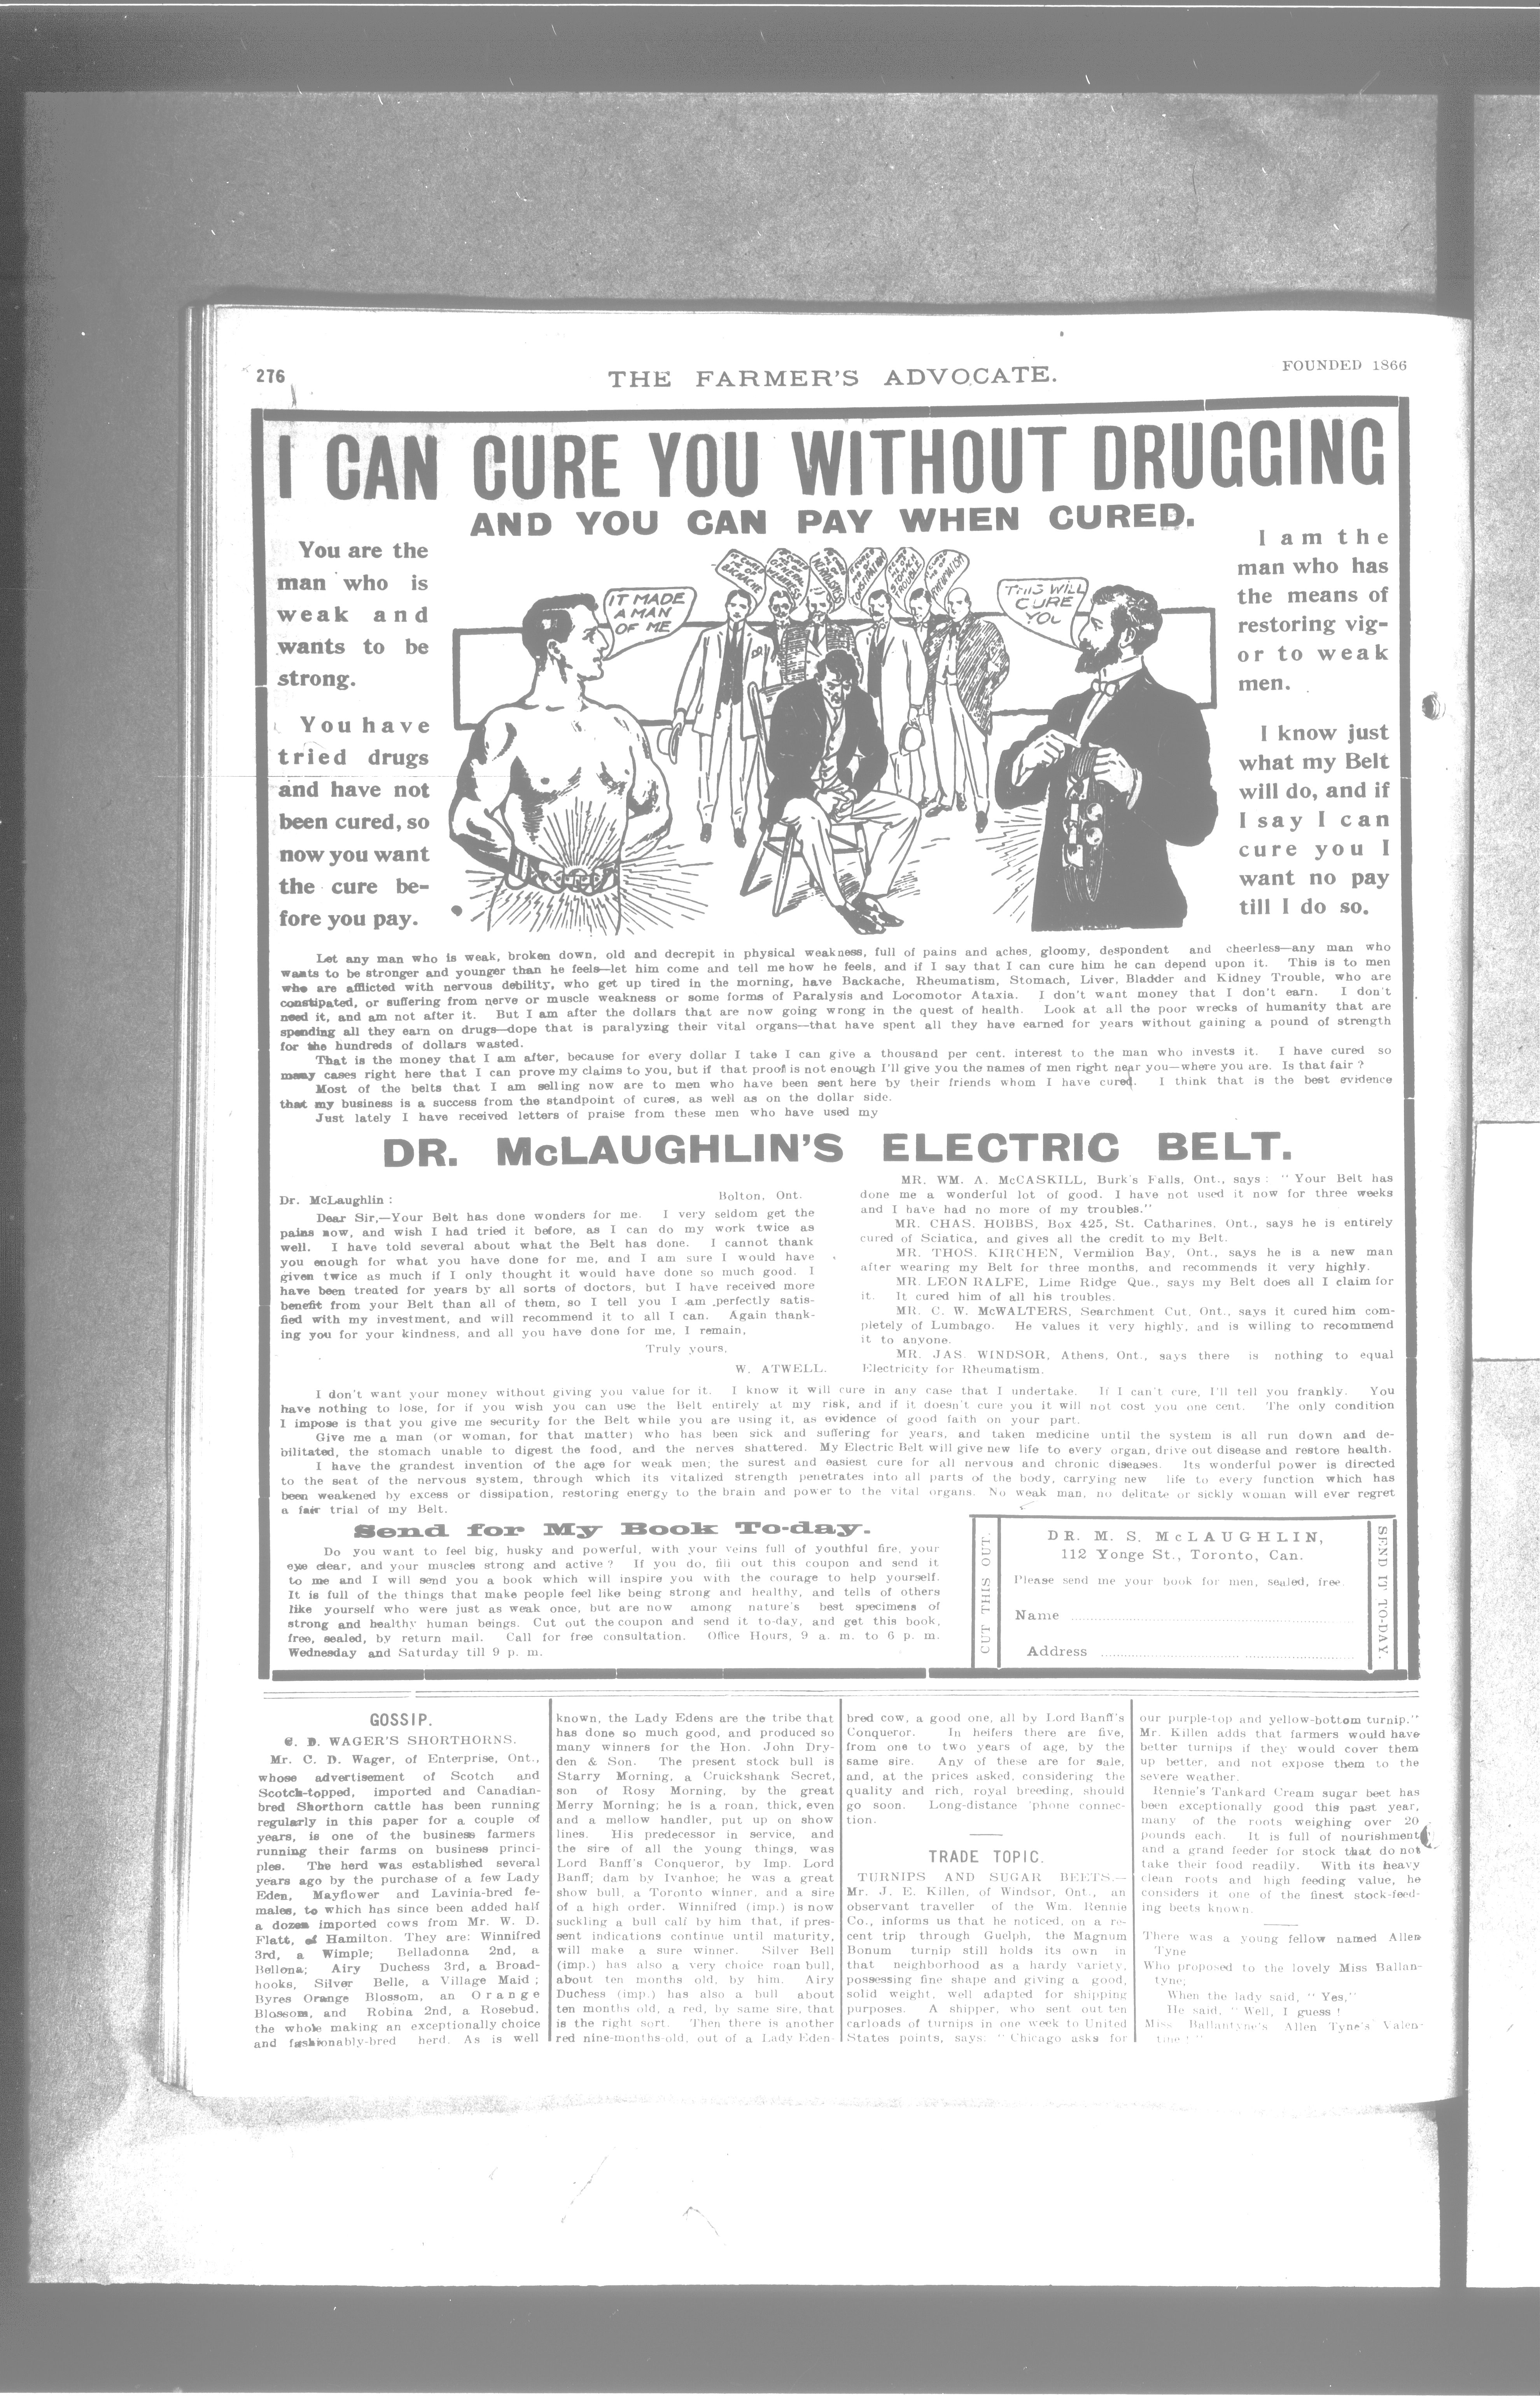 276
THE FARMER'S ADVOCATE.
FOUNDED 1866
I CAN CURE YOU WITHOUT DRUGGING
AND YOU CAN PAY WHEN CURED.
You are the
man who is
weak and
wants to be
strong.
You have
tried drugs
and have not
been cured, so
now you want
the cure be-
fore you pay.
IT MADE
A MAN
OF ME
IT CURED
ME OF
BACKACHE
THIS WILL
CURE
YOU
I am the
man who has
the means of
restoring vig-
or to weak
men.
I know just
what my Belt
will do, and if
I say I can
cure you I
want no pay
till I do so.
Let any man who is weak, broken down, old and decrepit in physical weakness, full of pains and aches, gloomy, despondent and cheerless—any man who
wants to be stronger and younger than he feels—let him come and tell me how he feels, and if I say that I can cure him he can depend upon it. This is to men
who are afflicted with nervous debility, who get up tired in the morning, have Backache, Rheumatism, Stomach, Liver, Bladder and Kidney Trouble, who are
constipated, or suffering from nerve or muscle weakness or some forms of Paralysis and Locomotor Ataxia. I don't want money that I don't earn. I don't
need it, and am not after it. But I am after the dollars that are now going wrong in the quest of health. Look at all the poor wrecks of humanity that are
spending all they earn on drugs—dope that is paralyzing their vital organs—that have spent all they have earned for years without gaining a pound of strength
for the hundreds of dollars wasted.
That is the money that I am after, because for every dollar I take I can give a thousand per cent. interest to the man who invests it. I have cured so
many cases right here that I can prove my claims to you, but if that proof is not enough I'll give you the names of men right near you—where you are. Is that fair?
Most of the belts that I am selling now are to men who have been sent here by their friends whom I have cured. I think that is the best evidence
that my business is a success from the standpoint of cures, as well as on the dollar side.
Just lately I have received letters of praise from these men who have used my
DR. McLAUGHLIN'S ELECTRIC BELT.
Dr. McLaughlin: Bolton, Ont.
Dear Sir,—Your Belt has done wonders for me. I very seldom get the
pains now, and wish I had tried it before, as I can do my work twice as
well. I have told several about what the Belt has done. I cannot thank
you enough for what you have done for me, and I am sure I would have
given twice as much if I only thought it would have done so much good. I
have been treated for years by all sorts of doctors, but I have received more
benefit from your Belt than all of them, so I tell you I am perfectly satis-
fied with my investment, and will recommend it to all I can. Again thank-
ing you for your kindness, and all you have done for me, I remain,
Truly yours,
W. ATWELL.
MR. WM. A. McCASKILL, Burk's Falls, Ont., says: "Your Belt has
done me a wonderful lot of good. I have not used it now for three weeks
and I have had no more of my troubles."
MR. CHAS. HOBBS, Box 425, St. Catharines, Ont., says he is entirely
cured of Sciatica, and gives all the credit to my Belt.
MR. THOS. KIRCHEN, Vermilion Bay, Ont., says he is a new man
after wearing my Belt for three months, and recommends it very highly.
MR. LEON RALFE, Lime Ridge Que., says my Belt does all I claim for
it. It cured him of all his troubles.
MR. C. W. McWALTERS, Searchment Cut, Ont., says it cured him com-
pletely of Lumbago. He values it very highly, and is willing to recommend
it to anyone.
MR. JAS. WINDSOR, Athens, Ont., says there is nothing to equal
Electricity for Rheumatism.
I don't want your money without giving you value for it. I know it will cure in any case that I undertake. If I can't cure, I'll tell you frankly. You
have nothing to lose, for if you wish you can use the Belt entirely at my risk, and if it doesn't cure you it will not cost you one cent. The only condition
I impose is that you give me security for the Belt while you are using it, as evidence of good faith on your part.
Give me a man (or woman, for that matter) who has been sick and suffering for years, and taken medicine until the system is all run down and de-
bilitated, the stomach unable to digest the food, and the nerves shattered. My Electric Belt will give new life to every organ, drive out disease and restore health.
I have the grandest invention of the age for weak men; the surest and easiest cure for all nervous and chronic diseases. Its wonderful power is directed
to the seat of the nervous system, through which its vitalized strength penetrates into all parts of the body, carrying new life to every function which has
been weakened by excess or dissipation, restoring energy to the brain and power to the vital organs. No weak man, no delicate or sickly woman will ever regret
a fair trial of my Belt.
Send for My Book To-day.
Do you want to feel big, husky and powerful, with your veins full of youthful fire, your
eye clear, and your muscles strong and active? If you do, fill out this coupon and send it
to me and I will send you a book which will inspire you with the courage to help yourself.
It is full of the things that make people feel like being strong and healthy, and tells of others
like yourself who were just as weak once, but are now among nature's best specimens of
strong and healthy human beings. Cut out the coupon and send it to-day, and get this book,
free, sealed, by return mail. Call for free consultation. Office Hours, 9 a. m. to 6 p. m.
Wednesday and Saturday till 9 p. m.
CUT THIS OUT.
DR. M. S. McLAUGHLIN,
112 Yonge St., Toronto, Can.
Please send me your book for men, sealed, free.
Name
Address
SEND IT TO-DAY.
GOSSIP.
C. D. WAGER'S SHORTHORNS.
Mr. C. D. Wager, of Enterprise, Ont.,
whose advertisement of Scotch and
Scotch-topped, imported and Canadian-
bred Shorthorn cattle has been running
regularly in this paper for a couple of
years, is one of the business farmers
running their farms on business princi-
ples. The herd was established several
years ago by the purchase of a few Lady
Eden, Mayflower and Lavinia-bred fe-
males, to which has since been added half
a dozen imported cows from Mr. W. D.
Flatt, of Hamilton. They are: Winnifred
3rd, a Wimple; Belladonna 2nd, a
Bellona; Airy Duchess 3rd, a Broad-
hooks, Silver Belle, a Village Maid;
Byres Orange Blossom, an Orange
Blossom, and Robina 2nd, a Rosebud,
the whole making an exceptionally choice
and fashionably-bred herd. As is well
known, the Lady Edens are the tribe that
has done so much good, and produced so
many winners for the Hon. John Dry-
den & Son. The present stock bull is
Starry Morning, a Cruickshank Secret,
son of Rosy Morning, by the great
Merry Morning; he is a roan, thick, even
and a mellow handler, put up on show
lines. His predecessor in service, and
the sire of all the young things, was
Lord Banff's Conqueror, by Imp. Lord
Banff; dam by Ivanhoe; he was a great
show bull, a Toronto winner, and a sire
of a high order. Winnifred (imp.) is now
suckling a bull calf by him that, if pres-
sent indications continue until maturity,
will make a sure winner. Silver Bell
(imp.) has also a very choice roan bull,
about ten months old, by him. Airy
Duchess (imp.) has also a bull about
ten months old, a red, by same sire, that
is the right sort. Then there is another
red nine-months-old, out of a Lady Eden-
bred cow, a good one, all by Lord Banff's
Conqueror. In heifers there are five,
from one to two years of age, by the
same sire. Any of these are for sale,
and, at the prices asked, considering the
quality and rich, royal breeding, should
go soon. Long-distance 'phone connec-
tion.
TRADE TOPIC.
TURNIPS AND SUGAR BEETS.—
Mr. J. E. Killen, of Windsor, Ont., an
observant traveller of the Wm. Rennie
Co., informs us that he noticed, on a re-
cent trip through Guelph, the Magnum
Bonum turnip still holds its own in
that neighborhood as a hardy variety,
possessing fine shape and giving a good,
solid weight, well adapted for shipping
purposes. A shipper, who sent out ten
carloads of turnips in one week to United
States points, says: "Chicago asks for
our purple-top and yellow-bottom turnip."
Mr. Killen adds that farmers would have
better turnips if they would cover them
up better, and not expose them to the
severe weather.
Rennie's Tankard Cream sugar beet has
been exceptionally good this past year,
many of the roots weighing over 20
pounds each. It is full of nourishment
and a grand feeder for stock that do not
take their food readily. With its heavy
clean roots and high feeding value, he
considers it one of the finest stock-feed-
ing beets known.
There was a young fellow named Allen
Tyne
Who proposed to the lovely Miss Ballan-
tyne;
When the lady said, "Yes,"
He said, "Well, I guess!
Miss Ballantyne's Allen Tyne's Valen-
tine!"